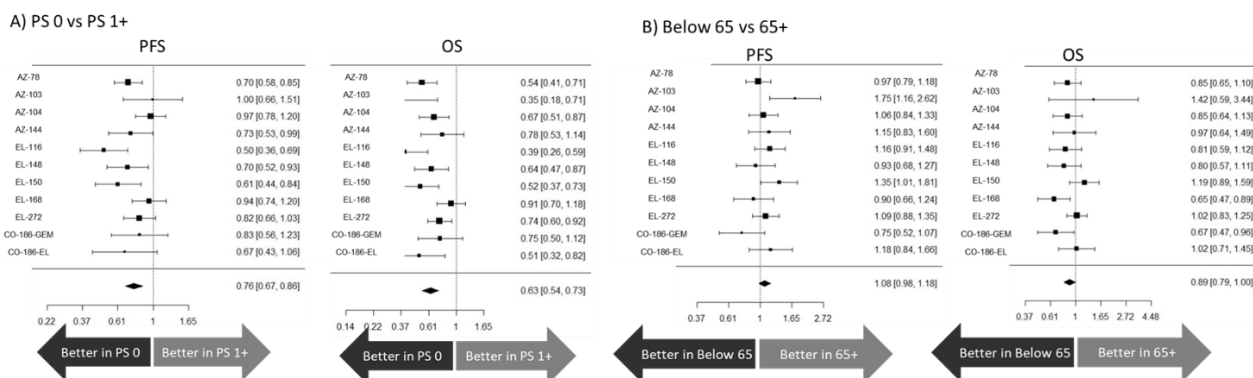 A) PS 0 vs PS 1+
PFS
AZ-78 0.70 [0.58, 0.85]
AZ-103 1.00 [0.66, 1.51]
AZ-104 0.97 [0.78, 1.20]
AZ-144 0.73 [0.53, 0.99]
EL-116 0.50 [0.36, 0.69]
EL-148 0.70 [0.52, 0.93]
EL-150 0.61 [0.44, 0.84]
EL-168 0.94 [0.74, 1.20]
EL-272 0.82 [0.66, 1.03]
CO-186-GEM 0.83 [0.56, 1.23]
CO-186-EL 0.67 [0.43, 1.06]
0.76 [0.67, 0.86]
0.22 0.37 0.61 1 1.65
Better in PS 0 Better in PS 1+
OS
AZ-78 0.54 [0.41, 0.71]
AZ-103 0.35 [0.18, 0.71]
AZ-104 0.67 [0.51, 0.87]
AZ-144 0.78 [0.53, 1.14]
EL-116 0.39 [0.26, 0.59]
EL-148 0.64 [0.47, 0.87]
EL-150 0.52 [0.37, 0.73]
EL-168 0.91 [0.70, 1.18]
EL-272 0.74 [0.60, 0.92]
CO-186-GEM 0.75 [0.50, 1.12]
CO-186-EL 0.51 [0.32, 0.82]
0.63 [0.54, 0.73]
0.14 0.22 0.37 0.61 1 1.65
Better in PS 0 Better in PS 1+
B) Below 65 vs 65+
PFS
AZ-78 0.97 [0.79, 1.18]
AZ-103 1.75 [1.16, 2.62]
AZ-104 1.06 [0.84, 1.33]
AZ-144 1.15 [0.83, 1.60]
EL-116 1.16 [0.91, 1.48]
EL-148 0.93 [0.68, 1.27]
EL-150 1.35 [1.01, 1.81]
EL-168 0.90 [0.66, 1.24]
EL-272 1.09 [0.88, 1.35]
CO-186-GEM 0.75 [0.52, 1.07]
CO-186-EL 1.18 [0.84, 1.66]
1.08 [0.98, 1.18]
0.37 0.61 1 1.65 2.72
Better in Below 65 Better in 65+
OS
AZ-78 0.85 [0.65, 1.10]
AZ-103 1.42 [0.59, 3.44]
AZ-104 0.85 [0.64, 1.13]
AZ-144 0.97 [0.64, 1.49]
EL-116 0.81 [0.59, 1.12]
EL-148 0.80 [0.57, 1.11]
EL-150 1.19 [0.89, 1.59]
EL-168 0.65 [0.47, 0.89]
EL-272 1.02 [0.83, 1.25]
CO-186-GEM 0.67 [0.47, 0.96]
CO-186-EL 1.02 [0.71, 1.45]
0.89 [0.79, 1.00]
0.37 0.61 1 1.65 2.72 4.48
Better in Below 65 Better in 65+